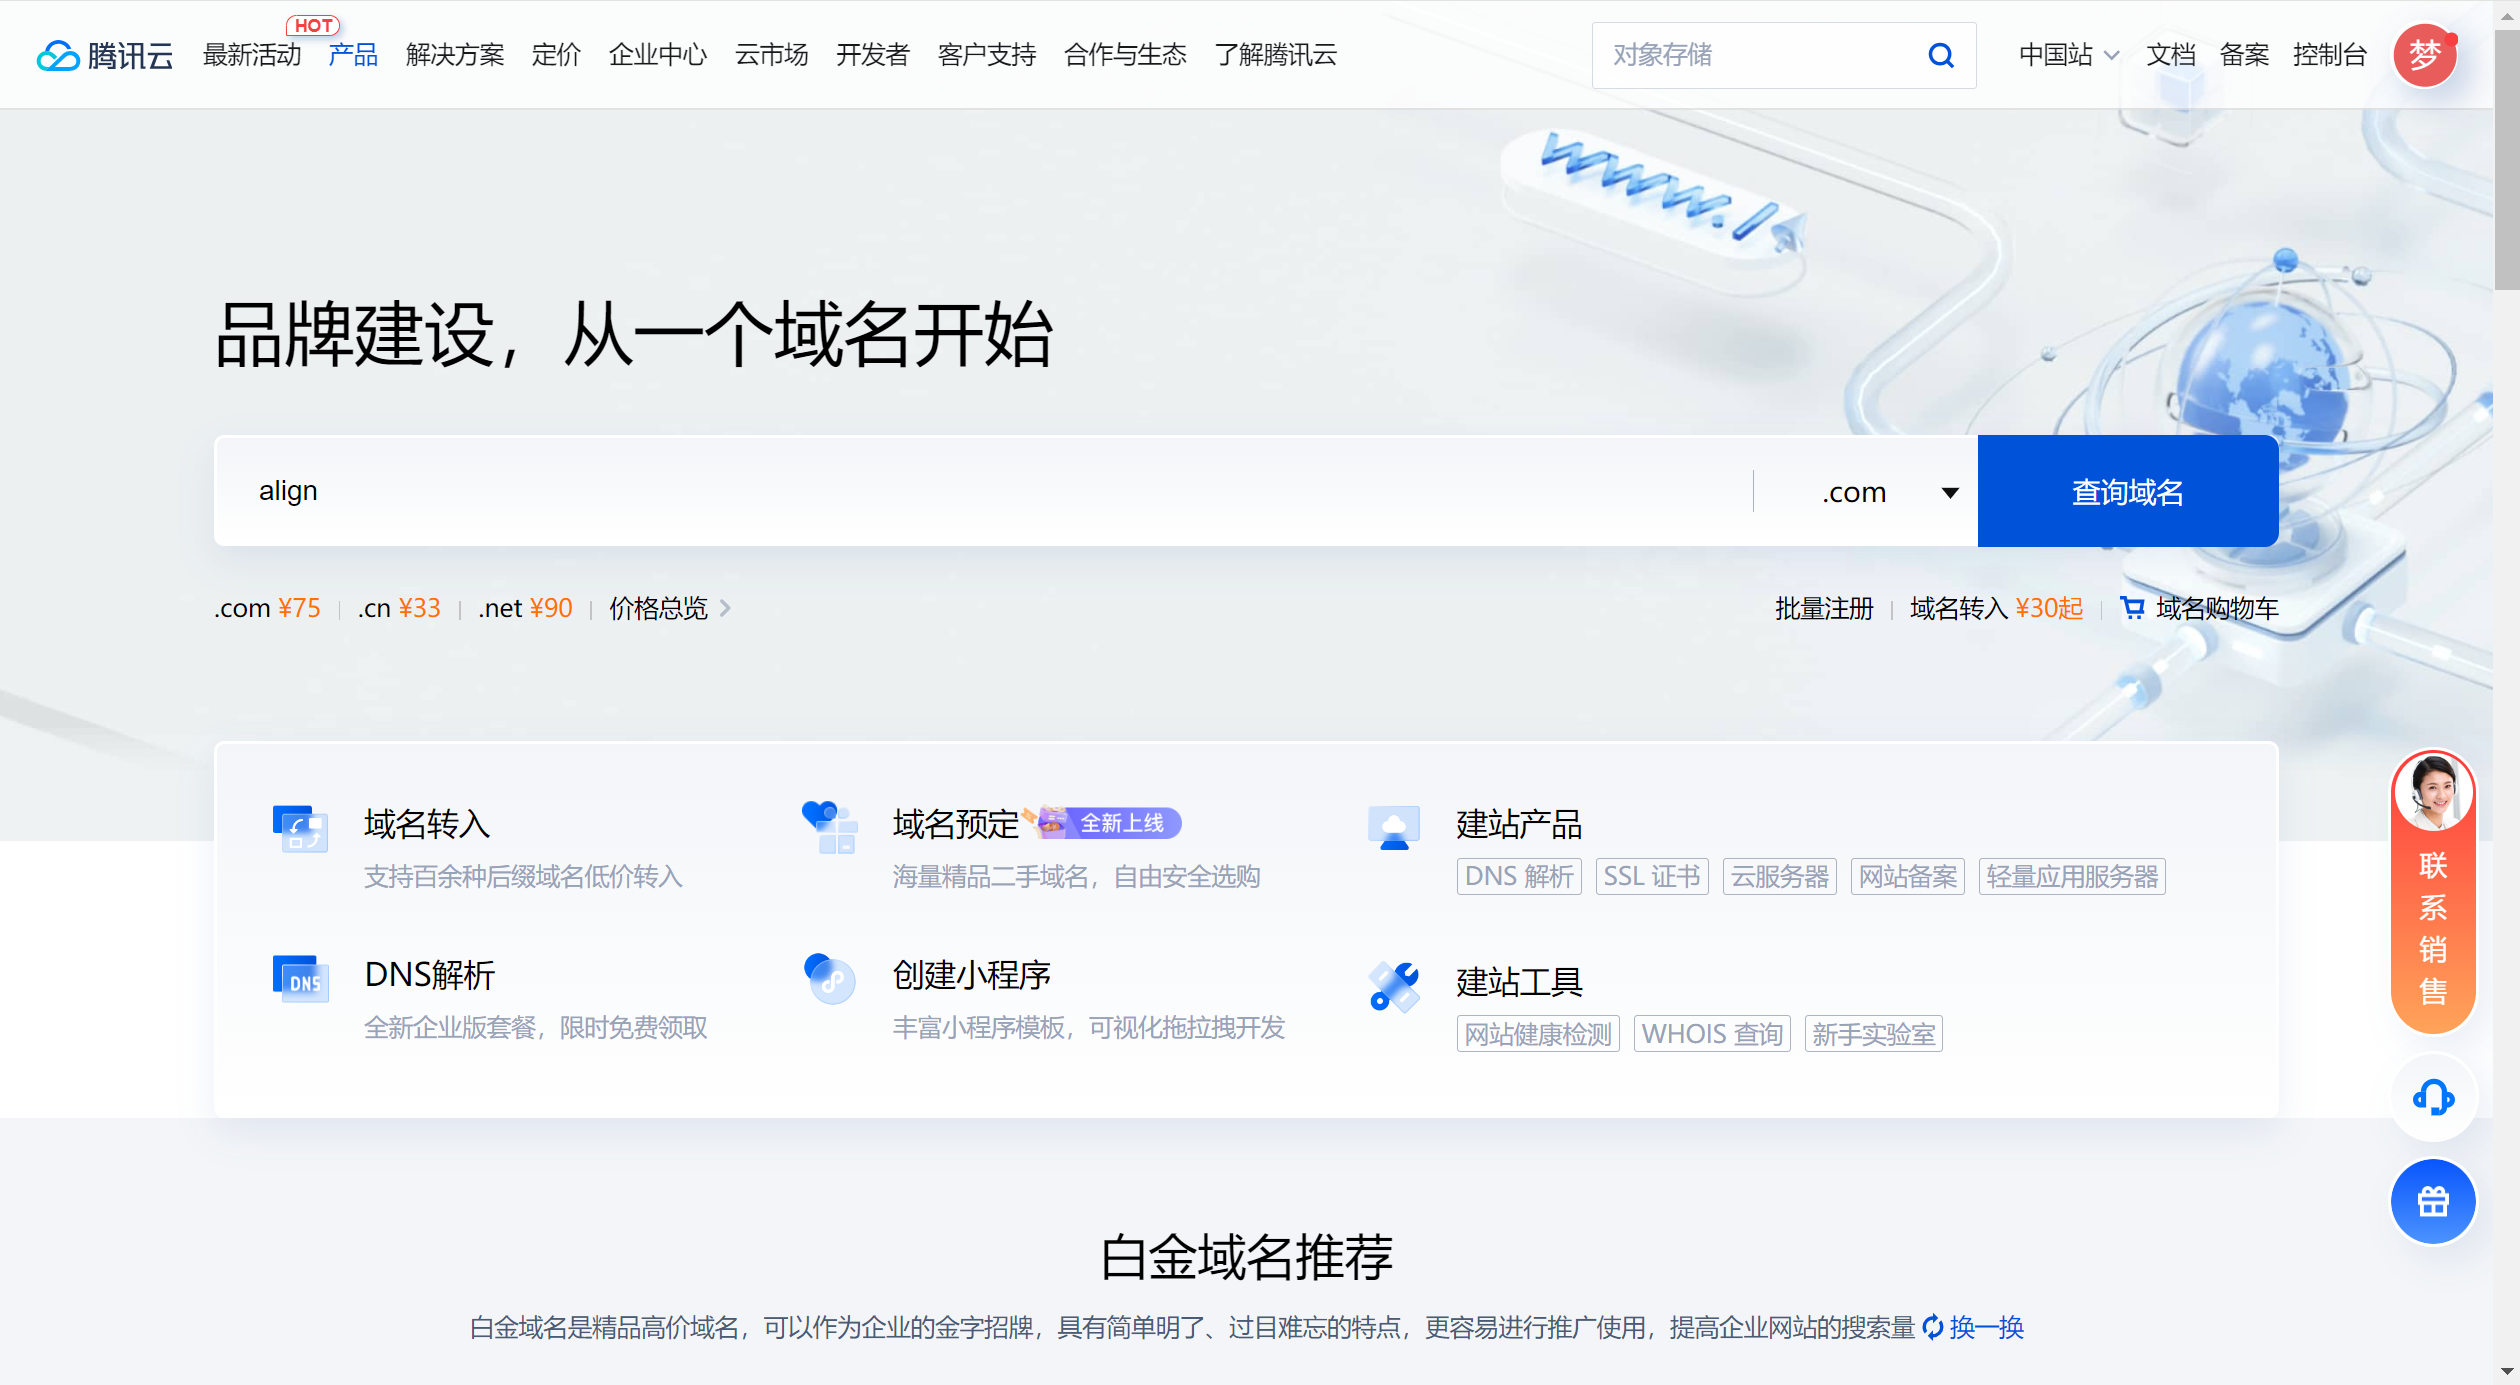 HOT
腾讯云 最新活动 产品 解决方案 定价 企业中心 云市场 开发者 客户支持 合作与生态 了解腾讯云 对象存储 中国站 文档 备案 控制台 梦
www./
品牌建设，从一个域名开始
align .com 查询域名
.com ¥75 .cn ¥33 .net ¥90 价格总览 批量注册 域名转入 ¥30起 域名购物车
域名转入
支持百余种后缀域名低价转入
域名预定 全新上线
海量精品二手域名，自由安全选购
建站产品
DNS 解析 SSL 证书 云服务器 网站备案 轻量应用服务器
DNS
DNS解析
全新企业版套餐，限时免费领取
创建小程序
丰富小程序模板，可视化拖拉拽开发
建站工具
网站健康检测 WHOIS 查询 新手实验室
联系销售
白金域名推荐
白金域名是精品高价域名，可以作为企业的金字招牌，具有简单明了、过目难忘的特点，更容易进行推广使用，提高企业网站的搜索量 换一换